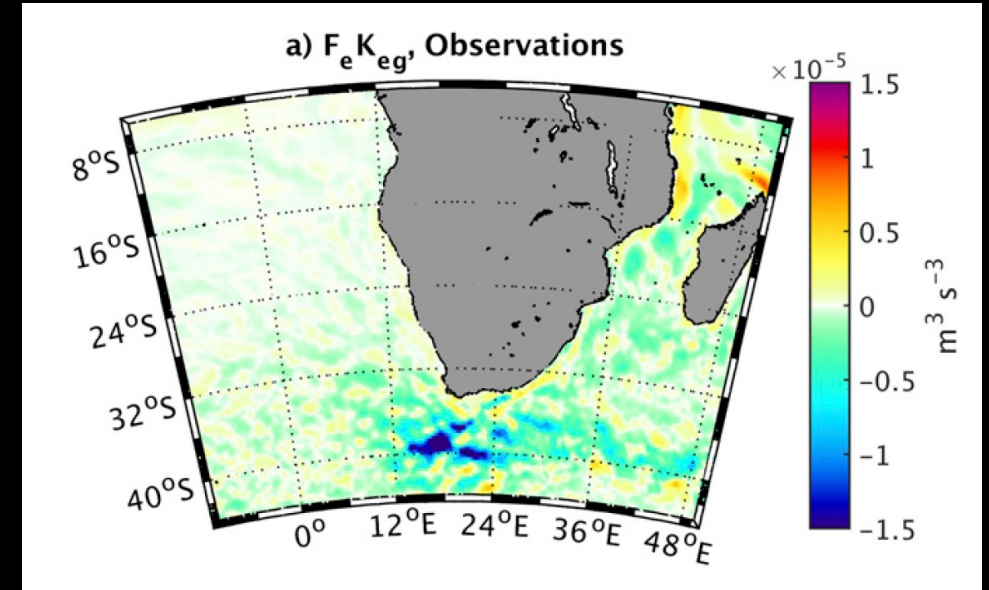 a) FeKeg, Observations
×10⁻⁵
1.5
1
0.5
0
−0.5
−1
−1.5
m³ s⁻³
8°S
16°S
24°S
32°S
40°S
0° 12°E 24°E 36°E 48°E